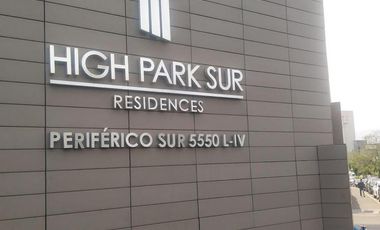 HIGH PARK SUR
RESIDENCES
PERIFÉRICO SUR 5550 L-IV